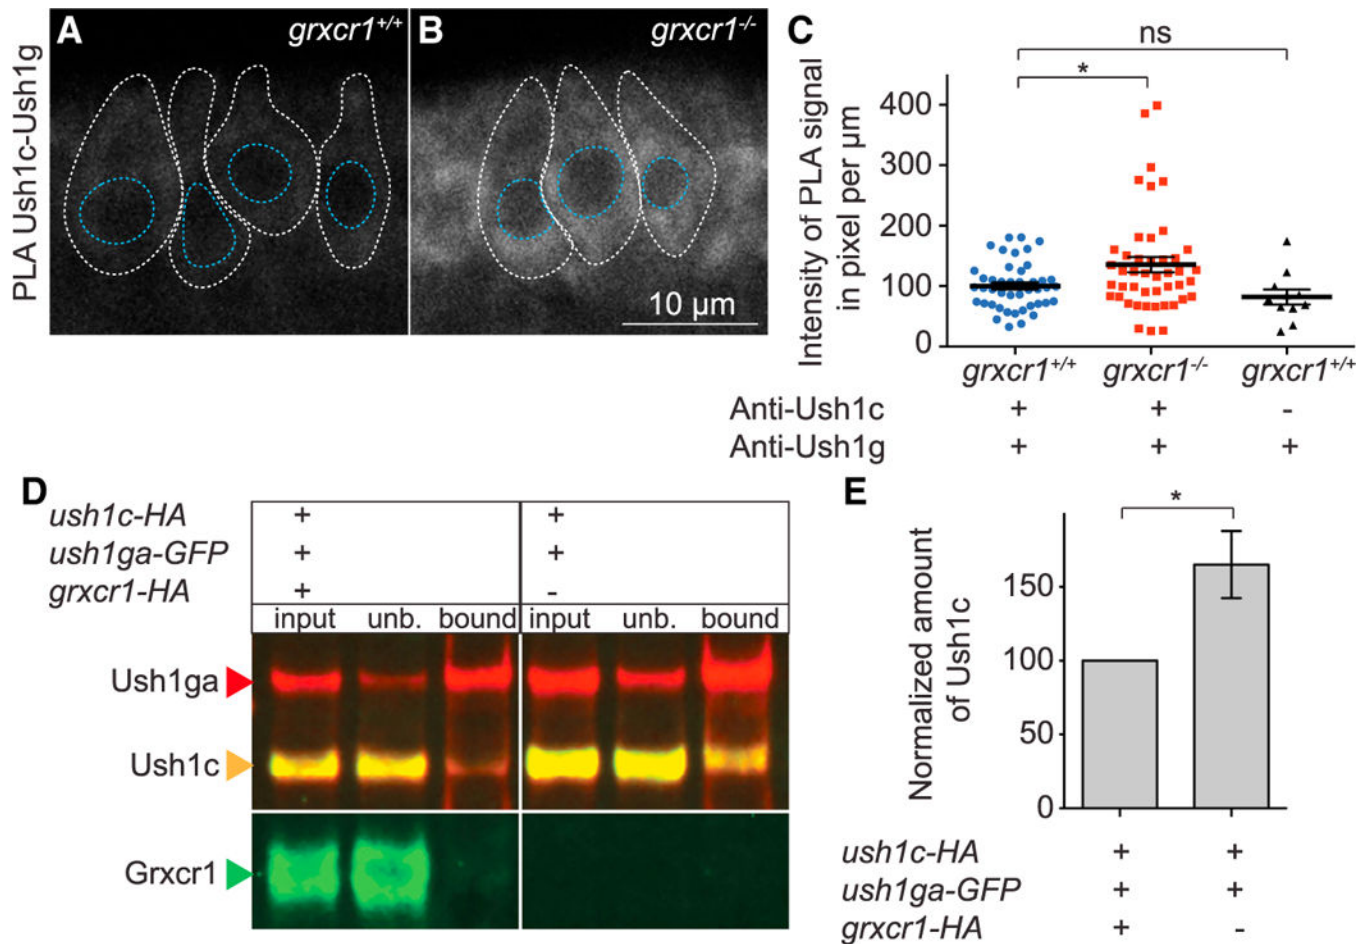 PLA Ush1c-Ush1g
A
grxcr1+/+
B
grxcr1-/-
10 µm
C
ns
*
Intensity of PLA signal
in pixel per µm
400
300
200
100
0
grxcr1+/+ grxcr1-/- grxcr1+/+
Anti-Ush1c + + -
Anti-Ush1g + + +
D
ush1c-HA + +
ush1ga-GFP + +
grxcr1-HA + -
input unb. bound input unb. bound
Ush1ga
Ush1c
Grxcr1
E
*
Normalized amount
of Ush1c
150
100
50
0
ush1c-HA + +
ush1ga-GFP + +
grxcr1-HA + -